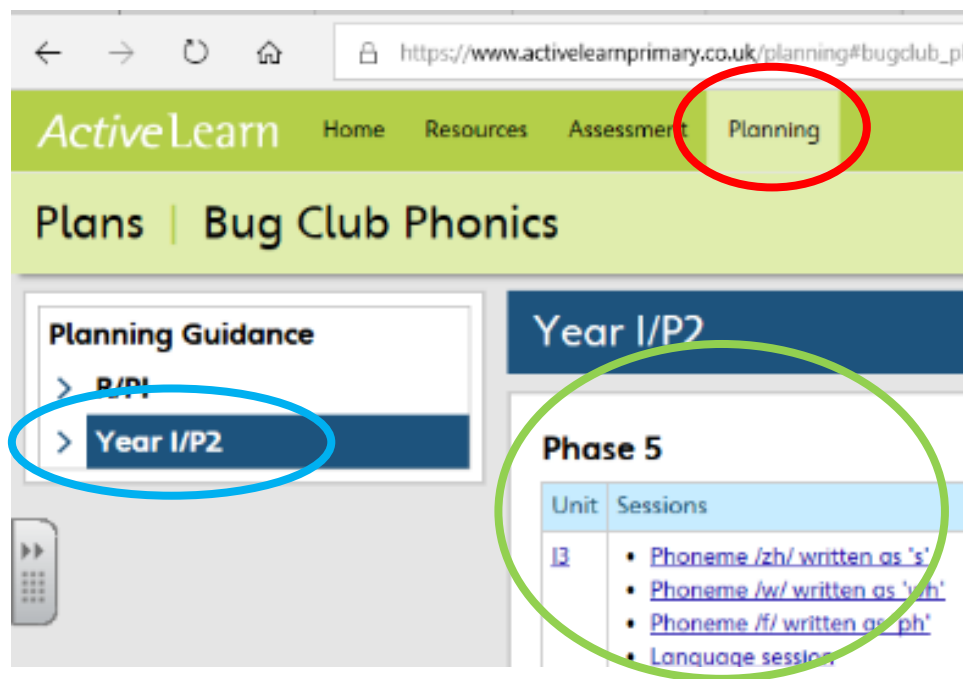 https://www.activelearnprimary.co.uk/planning#bugclub_p
ActiveLearn Home Resources Assessment Planning
Plans | Bug Club Phonics
Planning Guidance
R/P1
Year 1/P2
Year 1/P2
Phase 5
Unit Sessions
13 • Phoneme /zh/ written as 's'
• Phoneme /w/ written as 'wh'
• Phoneme /f/ written as 'ph'
• Language session